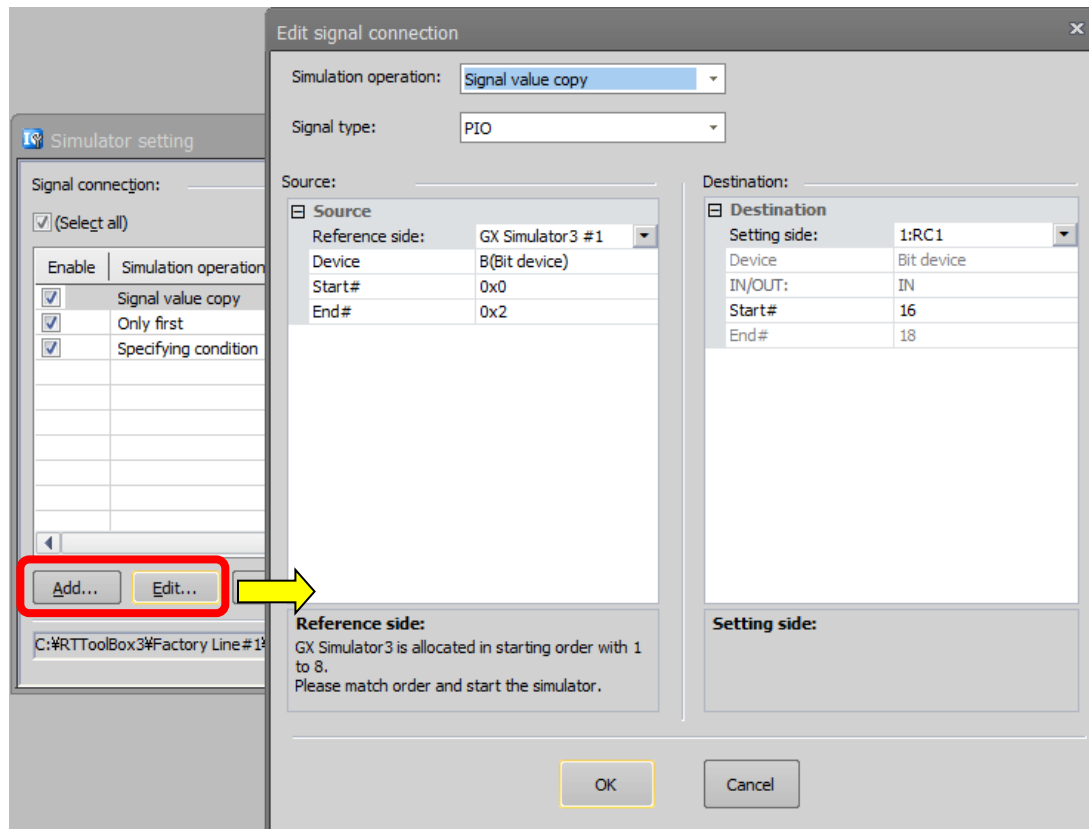 Simulator setting
Signal connection:
(Select all)
Enable Simulation operation
Signal value copy
Only first
Specifying condition
Add... Edit...
C:¥RTToolBox3¥Factory Line#1
Edit signal connection
Simulation operation: Signal value copy
Signal type: PIO
Source:
Source
Reference side: GX Simulator3 #1
Device B(Bit device)
Start# 0x0
End# 0x2
Reference side:
GX Simulator3 is allocated in starting order with 1
to 8.
Please match order and start the simulator.
Destination:
Destination
Setting side: 1:RC1
Device Bit device
IN/OUT: IN
Start# 16
End# 18
Setting side:
OK Cancel